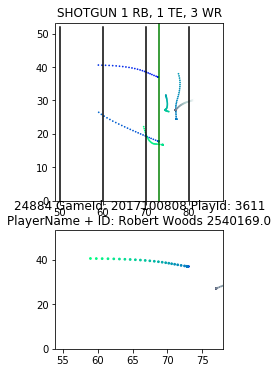 SHOTGUN 1 RB, 1 TE, 3 WR
50
40
30
20
10
0
50 60 70 80
24884 GameId: 2017100808 PlayId: 3611
PlayerName + ID: Robert Woods 2540169.0
40
20
0
55 60 65 70 75